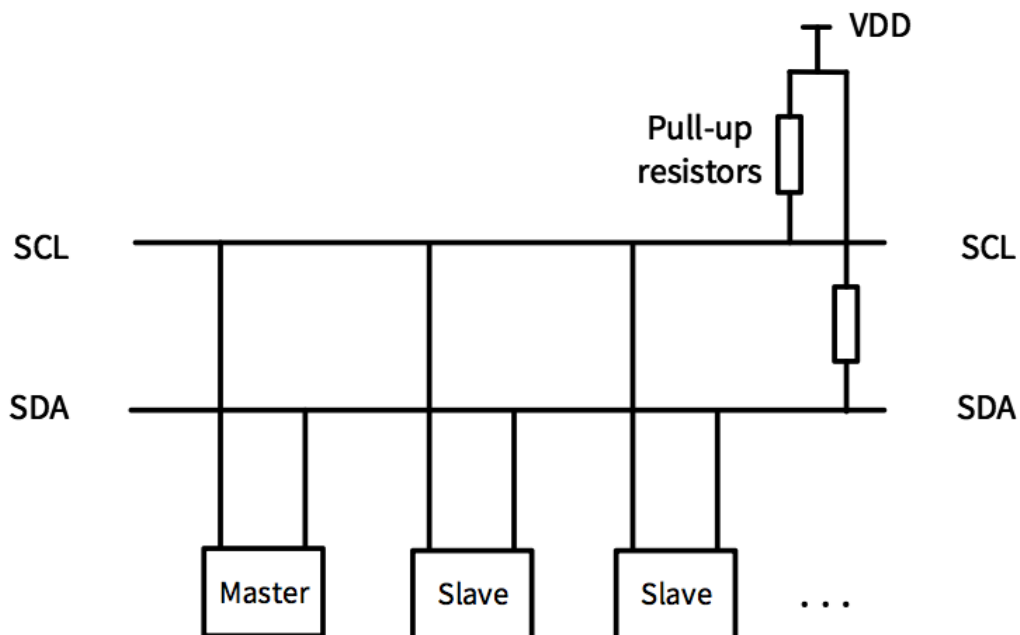 VDD
Pull-up
resistors
SCL
SCL
SDA
SDA
Master
Slave
Slave
...